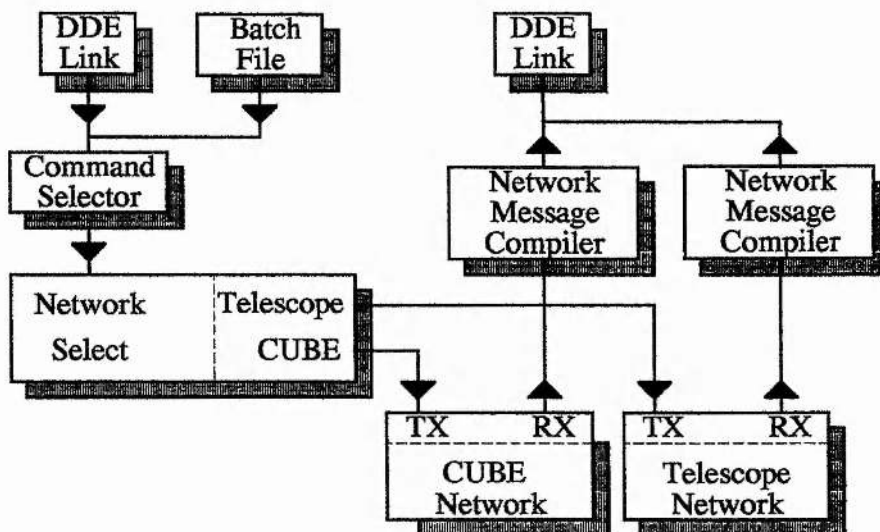 DDE
Link
Batch
File
DDE
Link
Command
Selector
Network
Message
Compiler
Network
Message
Compiler
Network
Select
Telescope
CUBE
TX RX
CUBE
Network
TX RX
Telescope
Network